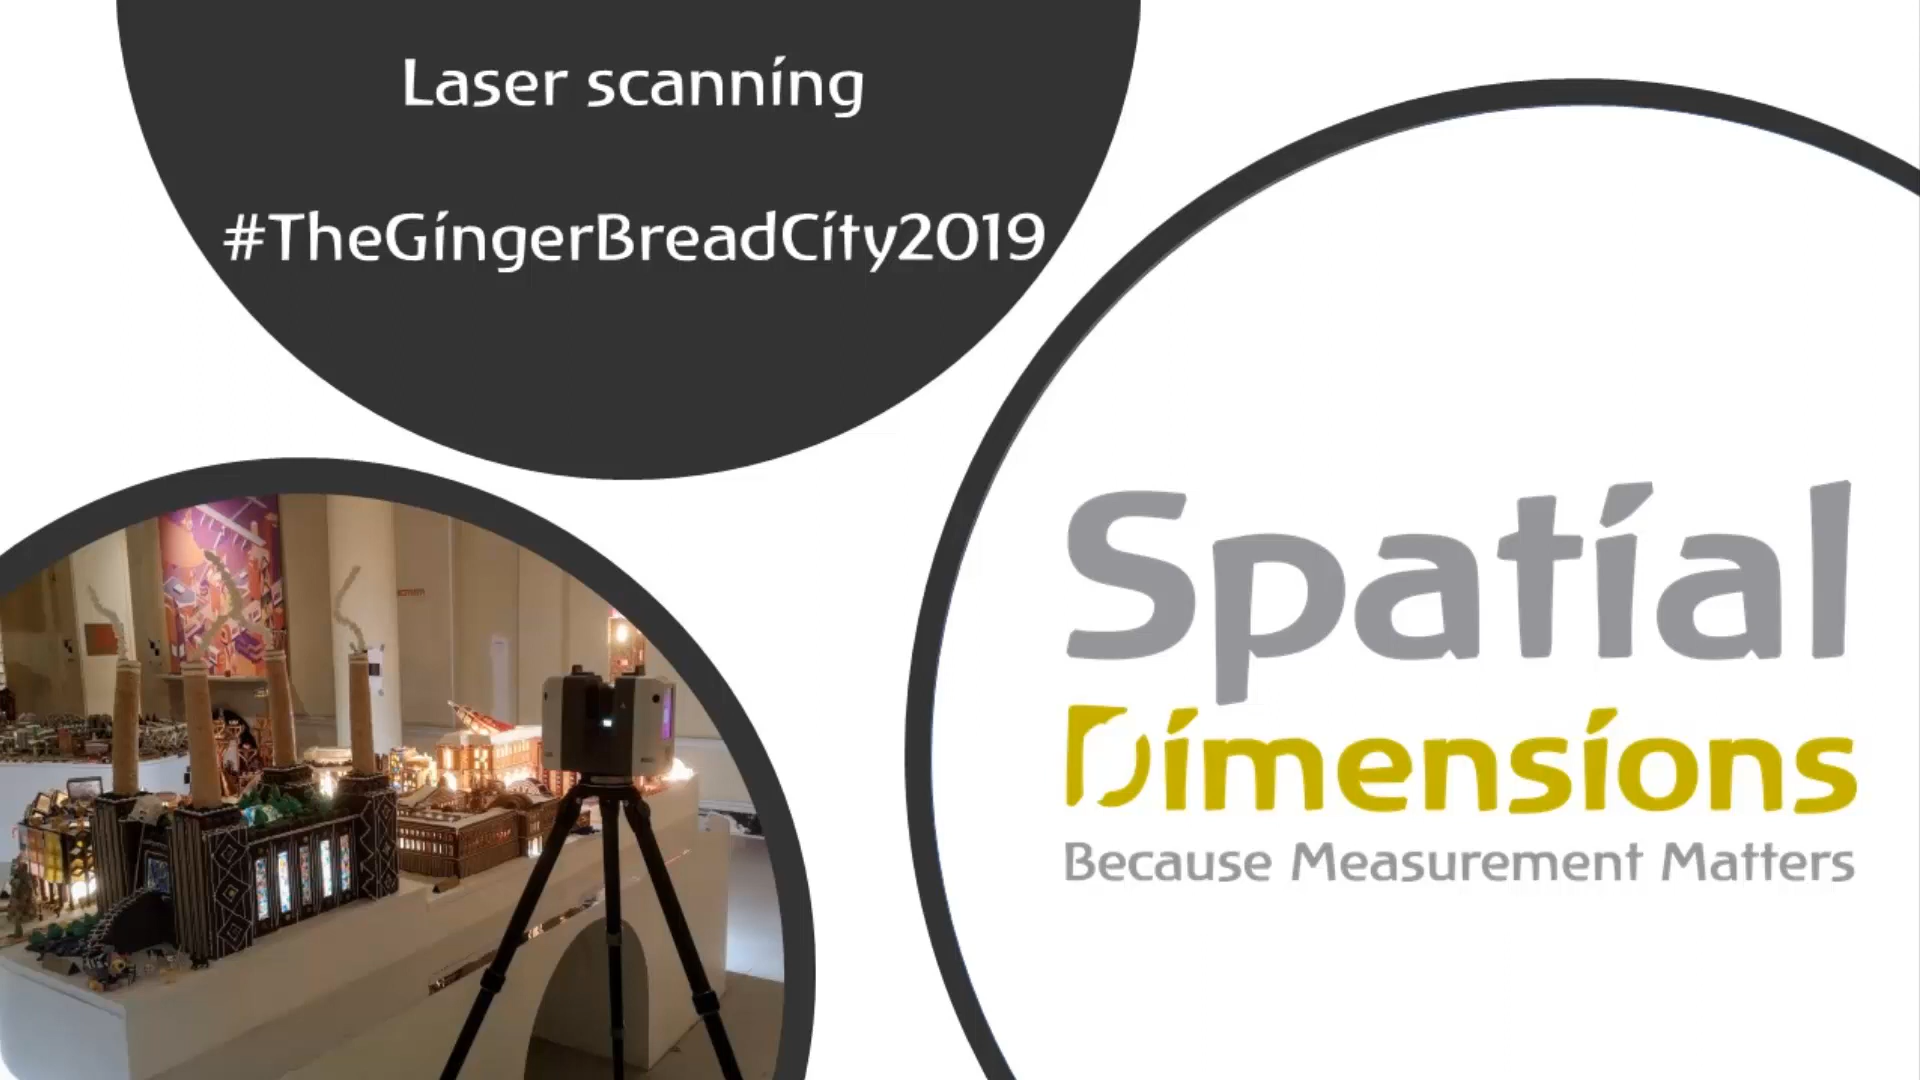 Laser scanning
#TheGingerBreadCity2019
Spatial
Dimensions
Because Measurement Matters